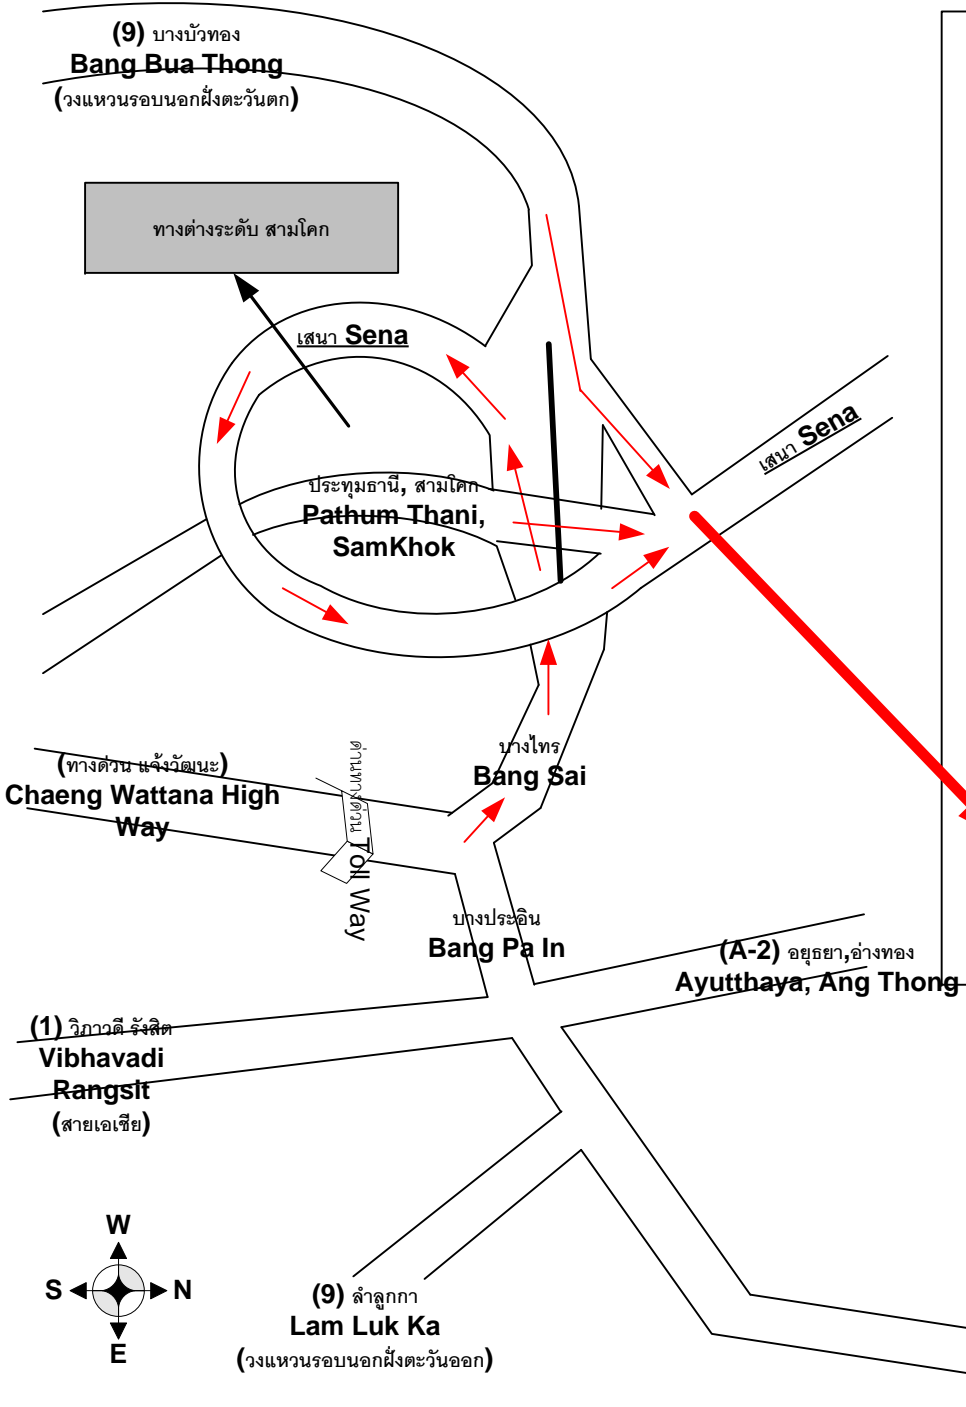 (9) บางบัวทอง
Bang Bua Thong
(วงแหวนรอบนอกฝั่งตะวันตก)
ทางต่างระดับ สามโคก
เสนา Sena
เสนา Sena
ประทุมธานี, สามโคก
Pathum Thani,
SamKhok
(ทางด่วน แจ้งวัฒนะ)
Chaeng Wattana High
Way
ด่านทางด่วน Toll Way
บางไทร
Bang Sai
บางประอิน
Bang Pa In
(A-2) อยุธยา,อ่างทอง
Ayutthaya, Ang Thong
(1) วิภาวดี รังสิต
Vibhavadi
Rangsit
(สายเอเชีย)
W
S N
E
(9) ลำลูกกา
Lam Luk Ka
(วงแหวนรอบนอกฝั่งตะวันออก)